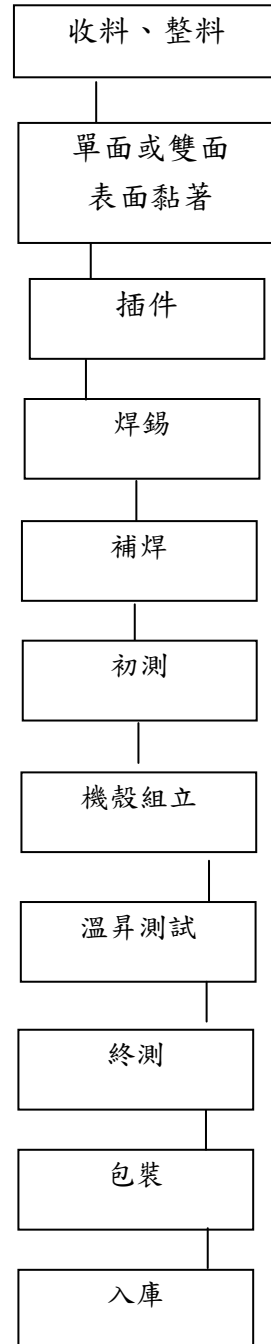 收料、整料
單面或雙面
表面黏著
插件
焊錫
補焊
初測
機殼組立
溫昇測試
終測
包裝
入庫